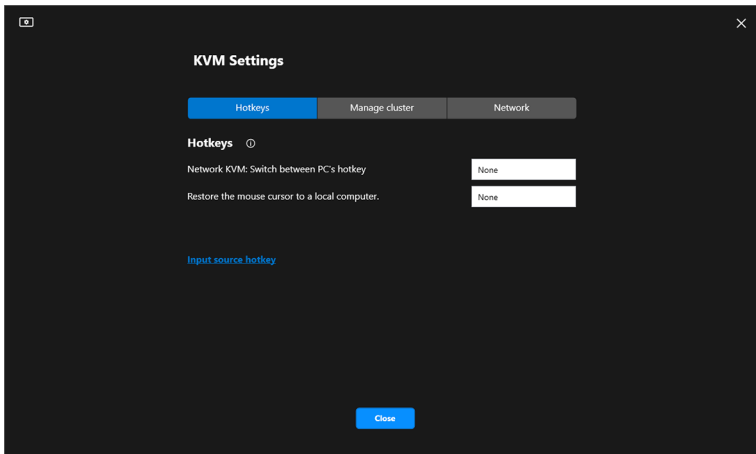 KVM Settings
Hotkeys Manage cluster Network
Hotkeys
Network KVM: Switch between PC's hotkey None
Restore the mouse cursor to a local computer. None
Input source hotkey
Close